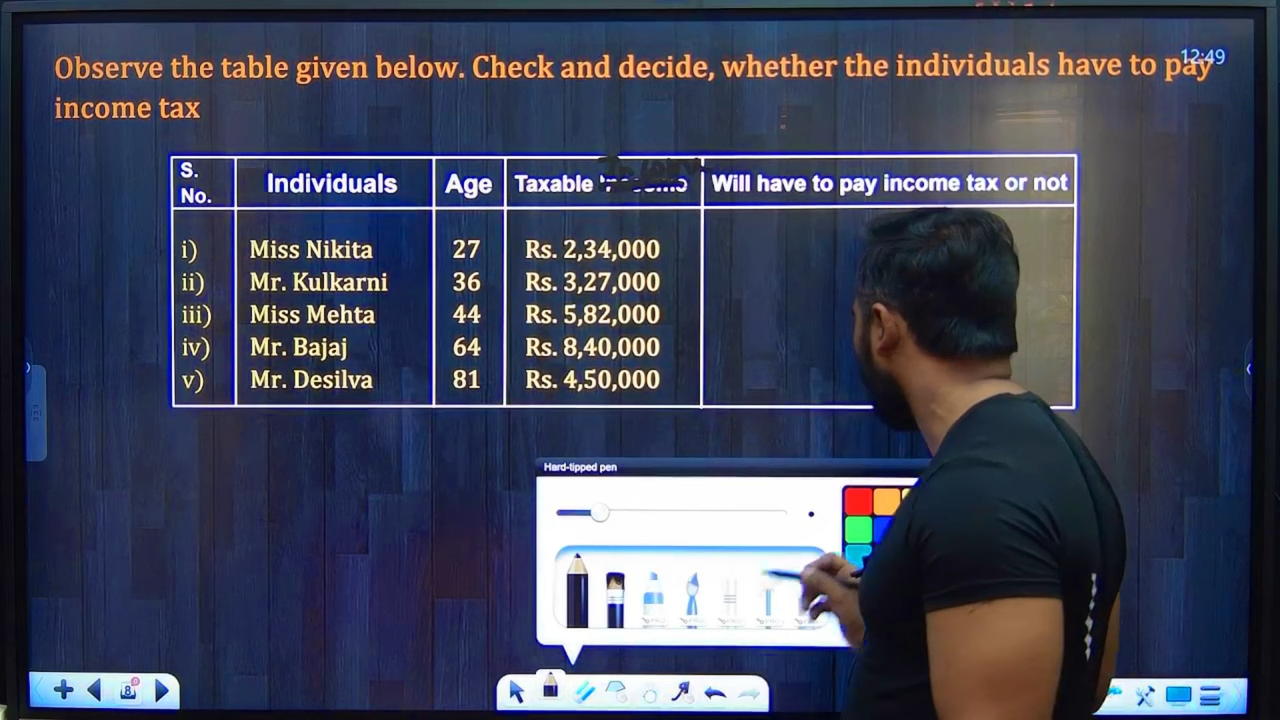 12:49
Observe the table given below. Check and decide, whether the individuals have to pay
income tax
S. No. Individuals Age Taxable Will have to pay income tax or not
i) Miss Nikita 27 Rs. 2,34,000
ii) Mr. Kulkarni 36 Rs. 3,27,000
iii) Miss Mehta 44 Rs. 5,82,000
iv) Mr. Bajaj 64 Rs. 8,40,000
v) Mr. Desilva 81 Rs. 4,50,000
Hard-tipped pen
8